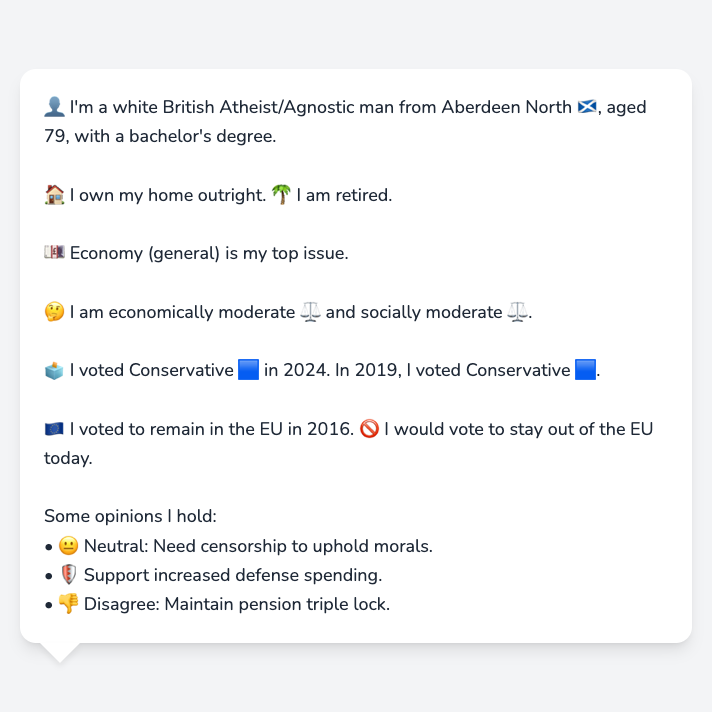 👤 I'm a white British Atheist/Agnostic man from Aberdeen North 🏴󠁧󠁢󠁳󠁣󠁴󠁿, aged
79, with a bachelor's degree.
🏠 I own my home outright. 🌴 I am retired.
💷 Economy (general) is my top issue.
🤔 I am economically moderate ⚖️ and socially moderate ⚖️.
🗳️ I voted Conservative 🟦 in 2024. In 2019, I voted Conservative 🟦.
🇪🇺 I voted to remain in the EU in 2016. 🚫 I would vote to stay out of the EU
today.
Some opinions I hold:
• 😐 Neutral: Need censorship to uphold morals.
• 🛡️ Support increased defense spending.
• 👎 Disagree: Maintain pension triple lock.